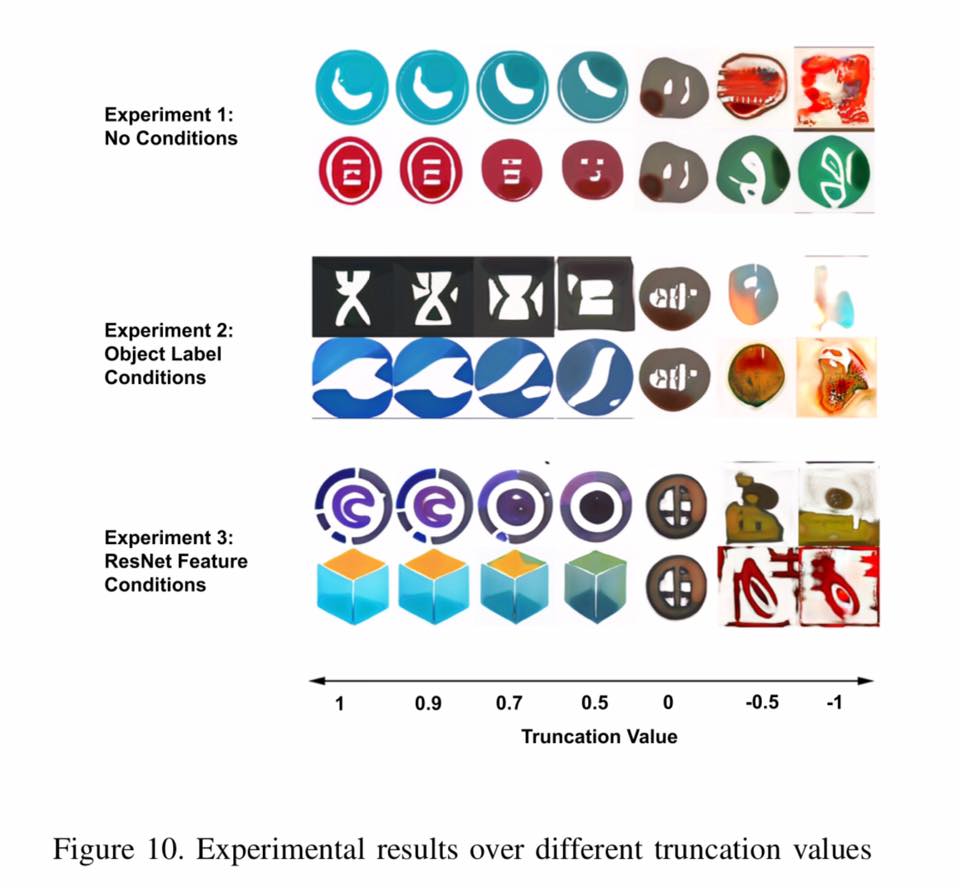 Experiment 1:
No Conditions
Experiment 2:
Object Label
Conditions
Experiment 3:
ResNet Feature
Conditions
1 0.9 0.7 0.5 0 -0.5 -1
Truncation Value
Figure 10. Experimental results over different truncation values